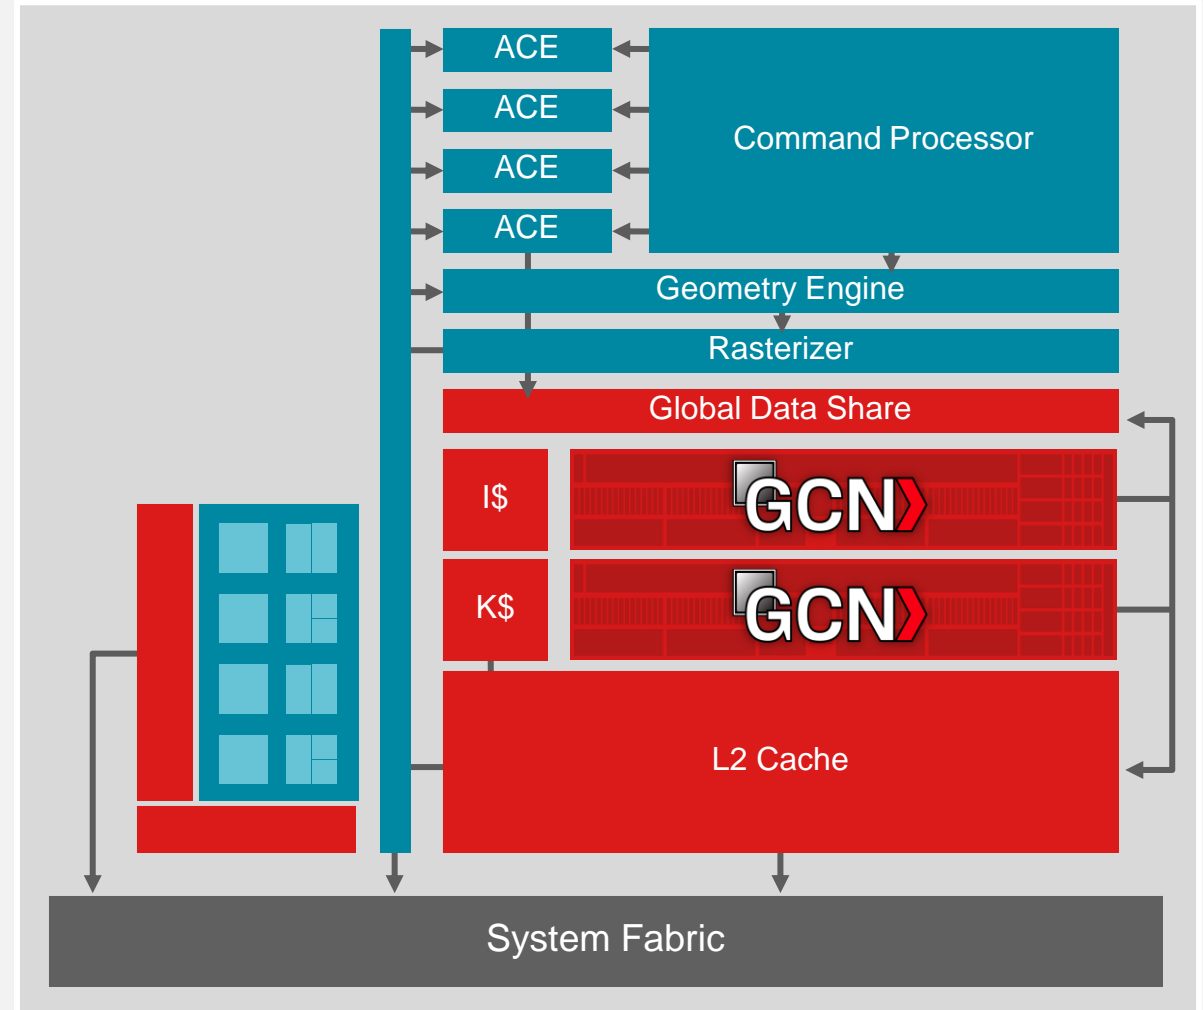 ACE
ACE
Command Processor
ACE
ACE
Geometry Engine
Rasterizer
Global Data Share
I$
GCN
K$
GCN
L2 Cache
System Fabric